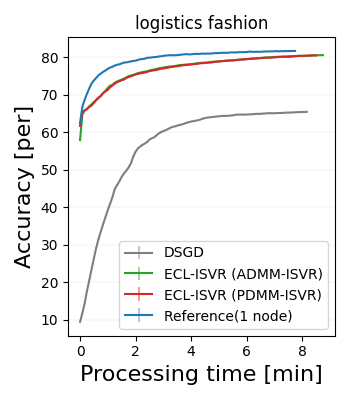 logistics fashion
Accuracy [per]
80
70
60
50
40
30
20
10
DSGD
ECL-ISVR (ADMM-ISVR)
ECL-ISVR (PDMM-ISVR)
Reference(1 node)
0 2 4 6 8
Processing time [min]